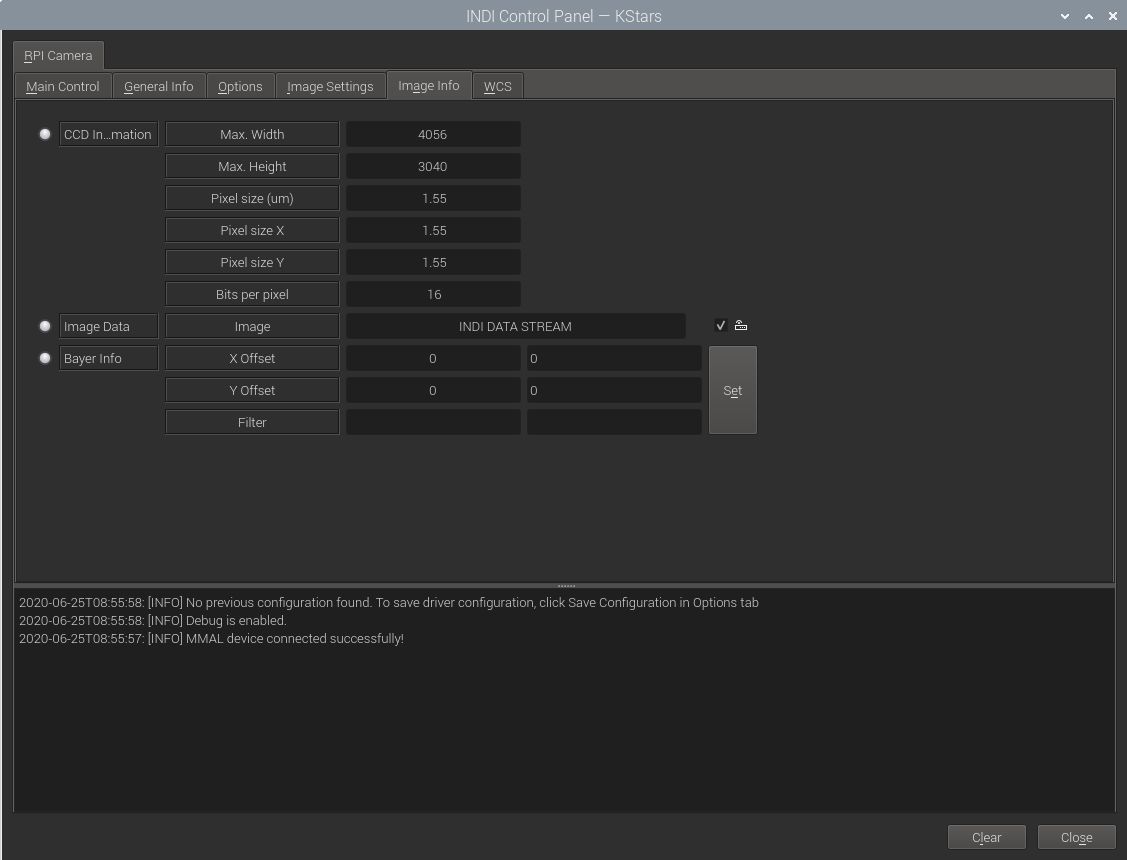 INDI Control Panel — KStars
RPI Camera
Main Control General Info Options Image Settings Image Info WCS
CCD In...mation Max. Width 4056
Max. Height 3040
Pixel size (um) 1.55
Pixel size X 1.55
Pixel size Y 1.55
Bits per pixel 16
Image Data Image INDI DATA STREAM
Bayer Info X Offset 0 0
Y Offset 0 0 Set
Filter
2020-06-25T08:55:58: [INFO] No previous configuration found. To save driver configuration, click Save Configuration in Options tab
2020-06-25T08:55:58: [INFO] Debug is enabled.
2020-06-25T08:55:57: [INFO] MMAL device connected successfully!
Clear Close